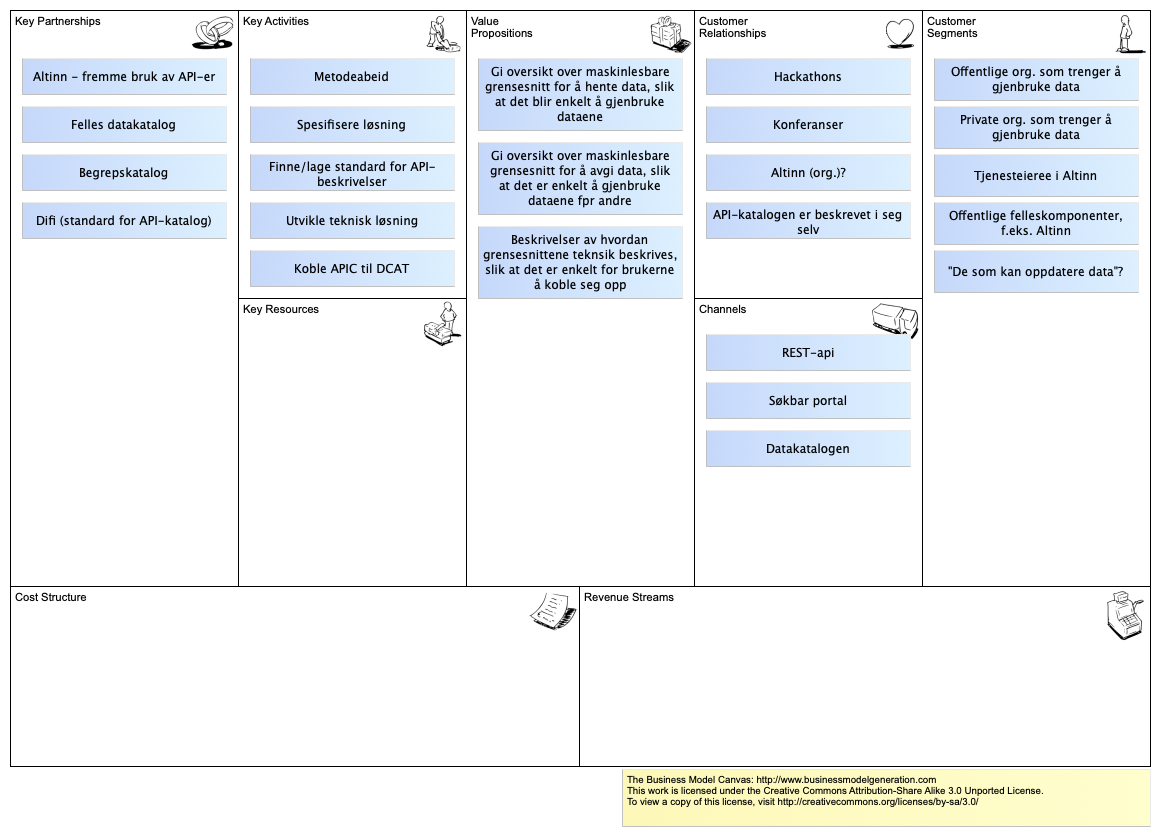 Key Partnerships
Altinn - fremme bruk av API-er
Felles datakatalog
Begrepskatalog
Difi (standard for API-katalog)
Key Activities
Metodeabeid
Spesifisere løsning
Finne/lage standard for API-
beskrivelser
Utvikle teknisk løsning
Koble APIC til DCAT
Key Resources
Value
Propositions
Gi oversikt over maskinlesbare
grensesnitt for å hente data, slik
at det blir enkelt å gjenbruke
dataene
Gi oversikt over maskinlesbare
grensesnitt for å avgi data, slik
at det er enkelt å gjenbruke
dataene fpr andre
Beskrivelser av hvordan
grensesnittene teknsik beskrives,
slik at det er enkelt for brukerne
å koble seg opp
Customer
Relationships
Hackathons
Konferanser
Altinn (org.)?
API-katalogen er beskrevet i seg
selv
Channels
REST-api
Søkbar portal
Datakatalogen
Customer
Segments
Offentlige org. som trenger å
gjenbruke data
Private org. som trenger å
gjenbruke data
Tjenesteieree i Altinn
Offentlige felleskomponenter,
f.eks. Altinn
"De som kan oppdatere data"?
Cost Structure
Revenue Streams
The Business Model Canvas: http://www.businessmodelgeneration.com
This work is licensed under the Creative Commons Attribution-Share Alike 3.0 Unported License.
To view a copy of this license, visit http://creativecommons.org/licenses/by-sa/3.0/